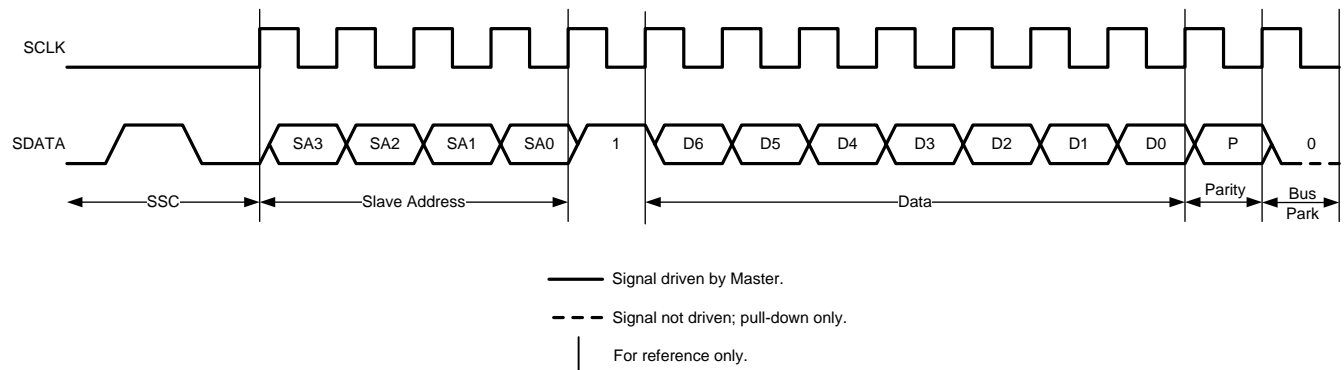 SCLK
SDATA SA3 SA2 SA1 SA0 1 D6 D5 D4 D3 D2 D1 D0 P 0
SSC Slave Address Data Parity Bus
Park
Signal driven by Master.
Signal not driven; pull-down only.
For reference only.